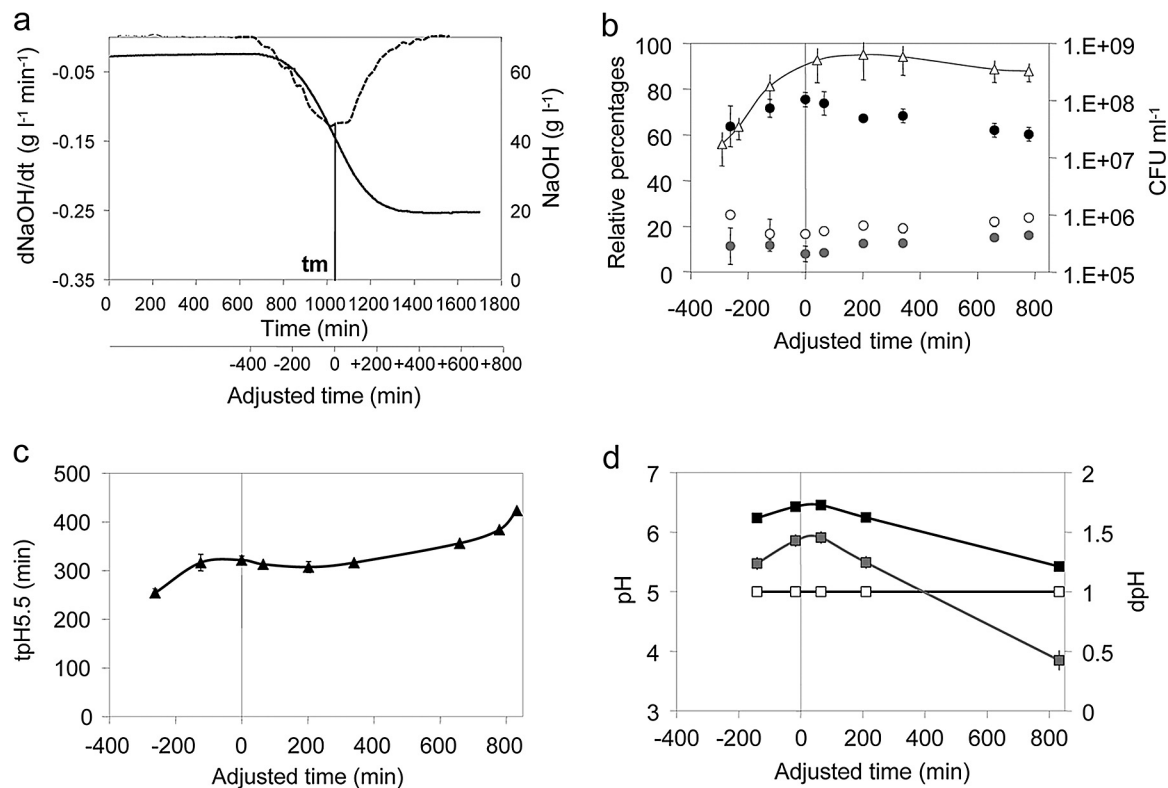 a
dNaOH/dt (g l-1 min-1)
-0.05
-0.15
-0.25
-0.35
NaOH (g l-1)
60
40
20
0
tm
0 200 400 600 800 1000 1200 1400 1600 1800
Time (min)
-400 -200 0 +200 +400 +600 +800
Adjusted time (min)
b
Relative percentages
100
80
60
40
20
0
CFU ml-1
1.E+09
1.E+08
1.E+07
1.E+06
1.E+05
-400 -200 0 200 400 600 800
Adjusted time (min)
c
tpH5.5 (min)
500
400
300
200
100
0
-400 -200 0 200 400 600 800
Adjusted time (min)
d
pH
7
6
5
4
3
dpH
2
1.5
1
0.5
0
-400 -200 0 200 400 600 800
Adjusted time (min)